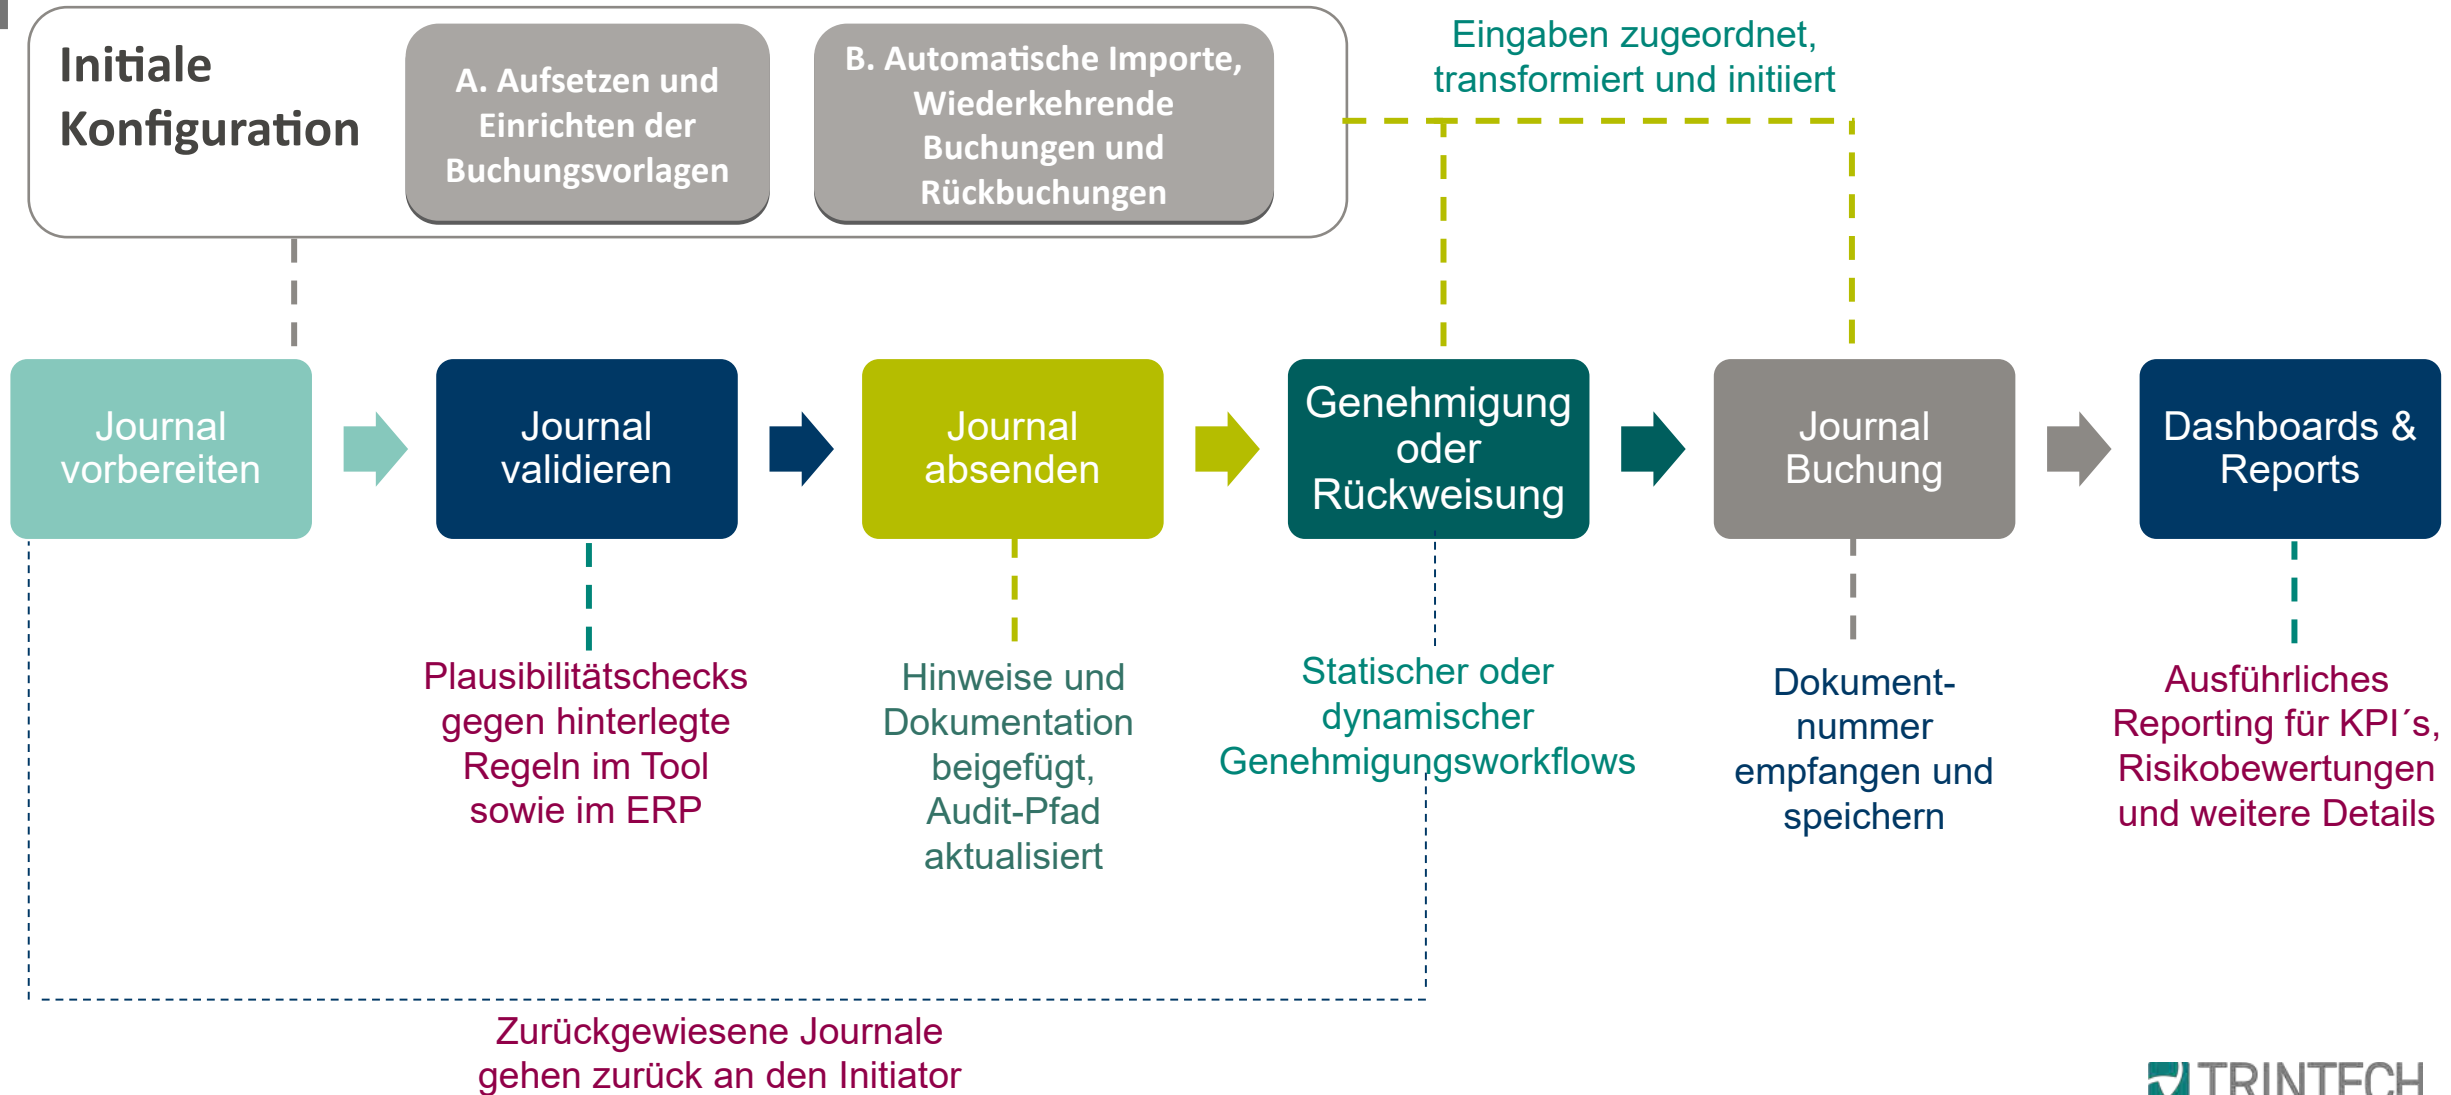 Initiale
Konfiguration
A. Aufsetzen und
Einrichten der
Buchungsvorlagen
B. Automatische Importe,
Wiederkehrende
Buchungen und
Rückbuchungen
Eingaben zugeordnet,
transformiert und initiiert
Journal
vorbereiten
Journal
validieren
Journal
absenden
Genehmigung
oder
Rückweisung
Journal
Buchung
Dashboards &
Reports
Plausibilitätschecks
gegen hinterlegte
Regeln im Tool
sowie im ERP
Hinweise und
Dokumentation
beigefügt,
Audit-Pfad
aktualisiert
Statischer oder
dynamischer
Genehmigungsworkflows
Dokument-
nummer
empfangen und
speichern
Ausführliches
Reporting für KPI´s,
Risikobewertungen
und weitere Details
Zurückgewiesene Journale
gehen zurück an den Initiator
TRINTECH